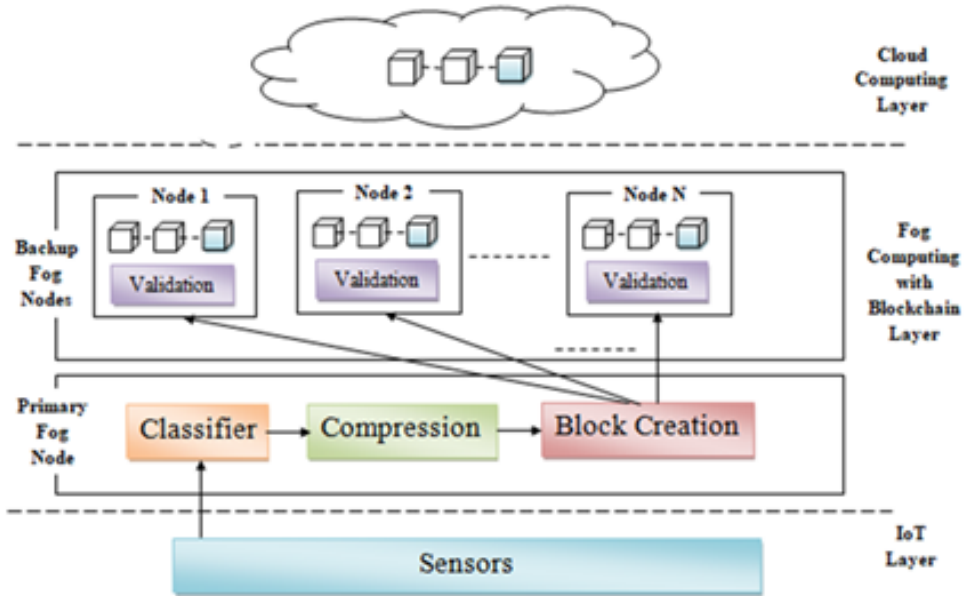 Cloud
Computing
Layer
Node 1
Node 2
Node N
Backup
Fog
Nodes
Validation
Validation
Validation
Fog
Computing
with
Blockchain
Layer
Primary
Fog
Node
Classifier
Compression
Block Creation
IoT
Layer
Sensors